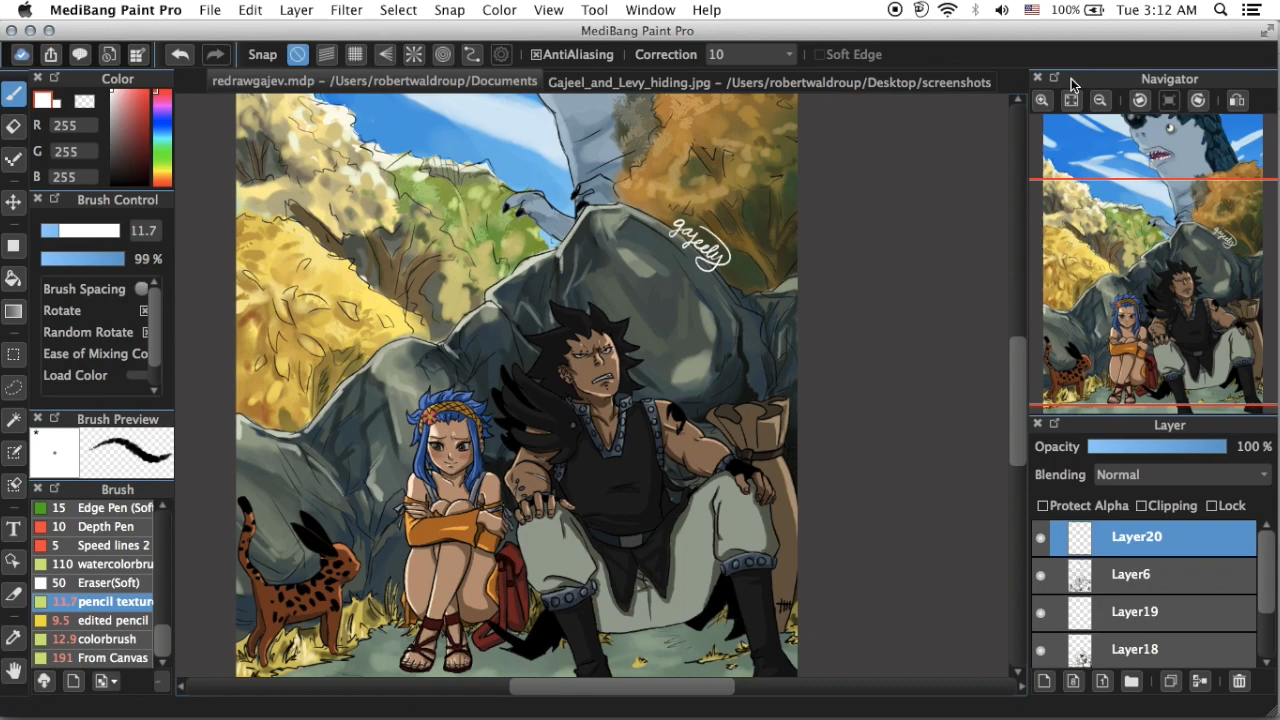 MediBang Paint Pro File Edit Layer Filter Select Snap Color View Tool Window Help 100% Tue 3:12 AM
MediBang Paint Pro
Snap AntiAliasing Correction 10 Soft Edge
Color redrawgajev.mdp – /Users/robertwaldroup/Documents Gajeel_and_Levy_hiding.jpg – /Users/robertwaldroup/Desktop/screenshots Navigator
R 255
G 255
B 255
Brush Control
11.7
99 %
Brush Spacing
Rotate
Random Rotate
Ease of Mixing Co
Load Color
Brush Preview
*
Brush
15 Edge Pen (Sof
10 Depth Pen
5 Speed lines 2
110 watercolorbru
50 Eraser(Soft)
11.7 pencil textur
9.5 edited pencil
12.9 colorbrush
191 From Canvas
T
gajeely
Layer
Opacity 100 %
Blending Normal
Protect Alpha Clipping Lock
Layer20
Layer6
Layer19
Layer18